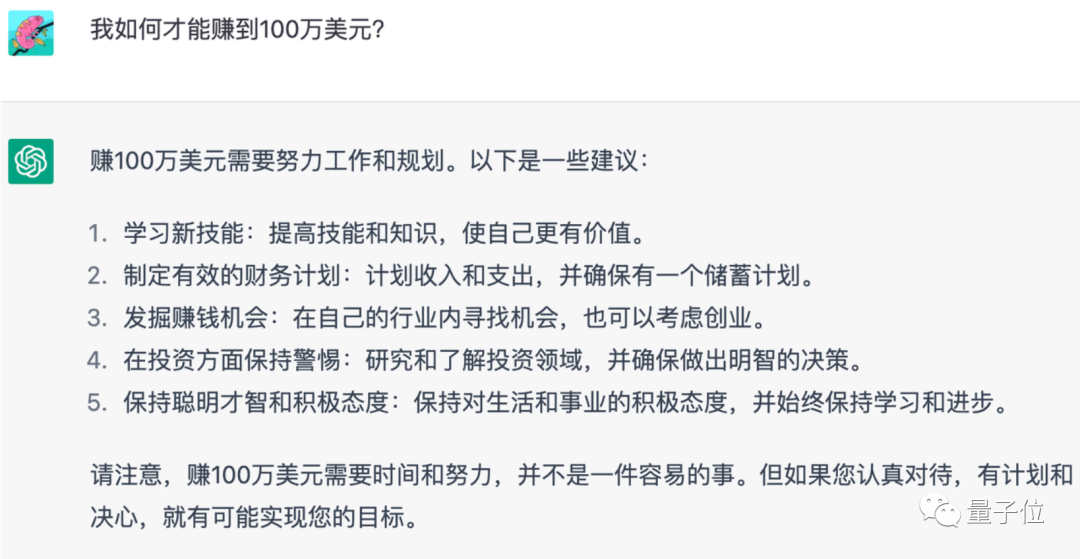 我如何才能赚到100万美元？
赚100万美元需要努力工作和规划。以下是一些建议：
1. 学习新技能：提高技能和知识，使自己更有价值。
2. 制定有效的财务计划：计划收入和支出，并确保有一个储蓄计划。
3. 发掘赚钱机会：在自己的行业内寻找机会，也可以考虑创业。
4. 在投资方面保持警惕：研究和了解投资领域，并确保做出明智的决策。
5. 保持聪明才智和积极态度：保持对生活和事业的积极态度，并始终保持学习和进步。
请注意，赚100万美元需要时间和努力，并不是一件容易的事。但如果您认真对待，有计划和
决心，就有可能实现您的目标。
量子位